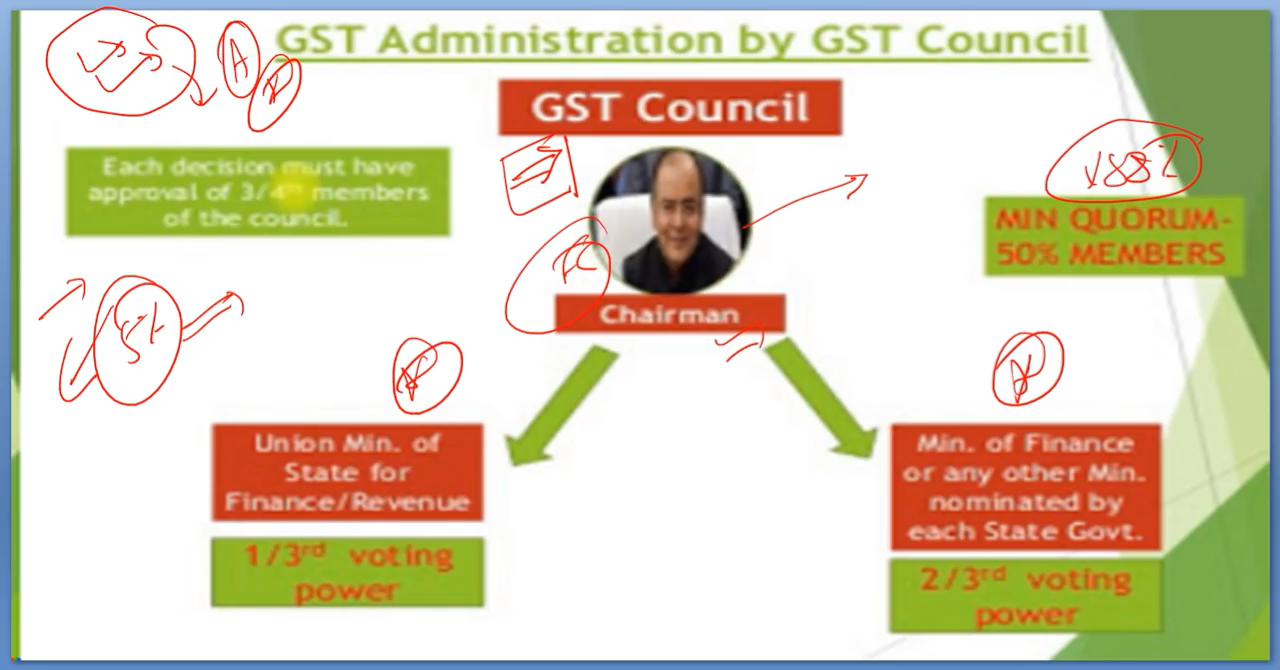 GST Administration by GST Council
GST Council
Each decision must have
approval of 3/4th members
of the council.
MIN QUORUM-
50% MEMBERS
Chairman
Union Min. of
State for
Finance/Revenue
1/3rd voting
power
Min. of Finance
or any other Min.
nominated by
each State Govt.
2/3rd voting
power